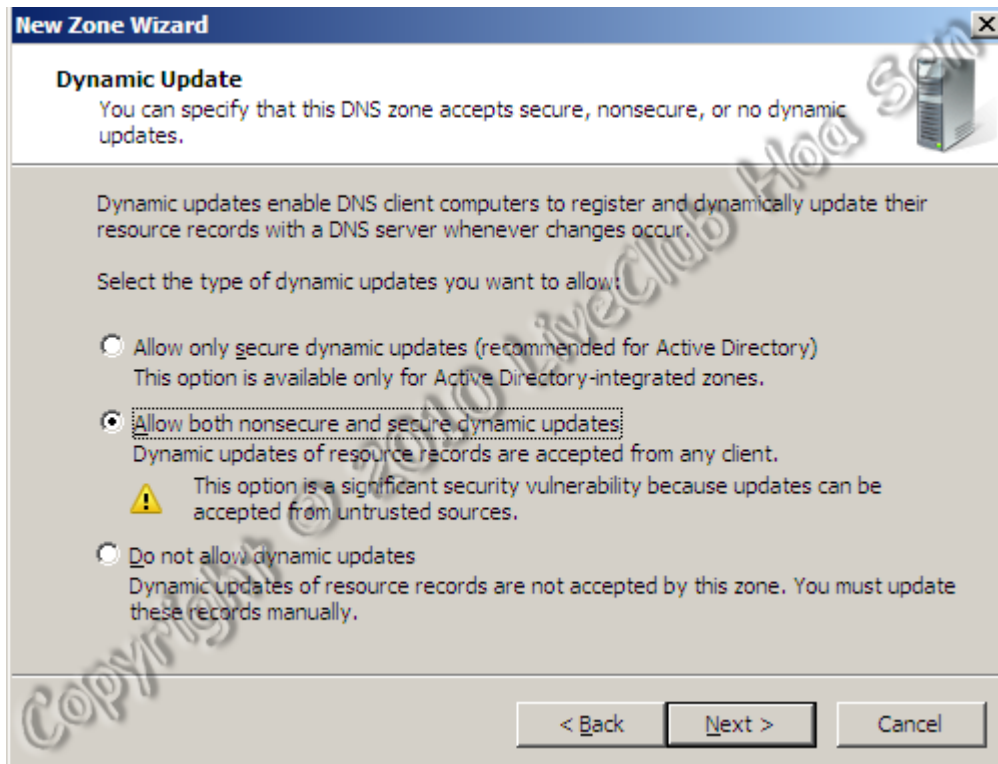 New Zone Wizard
Dynamic Update
You can specify that this DNS zone accepts secure, nonsecure, or no dynamic
updates.
Dynamic updates enable DNS client computers to register and dynamically update their
resource records with a DNS server whenever changes occur.
Select the type of dynamic updates you want to allow:
Allow only secure dynamic updates (recommended for Active Directory)
This option is available only for Active Directory-integrated zones.
Allow both nonsecure and secure dynamic updates
Dynamic updates of resource records are accepted from any client.
This option is a significant security vulnerability because updates can be
accepted from untrusted sources.
Do not allow dynamic updates
Dynamic updates of resource records are not accepted by this zone. You must update
these records manually.
< Back Next > Cancel
Copyright © 2010 LiveClub Hoa Sen